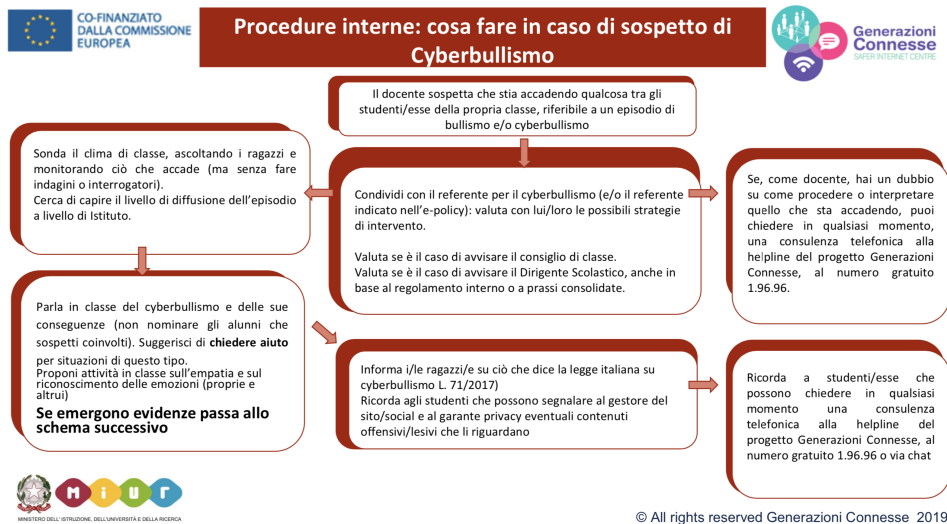 CO-FINANZIATO
DALLA COMMISSIONE
EUROPEA
Procedure interne: cosa fare in caso di sospetto di
Cyberbullismo
Generazioni
Connesse
SAFER INTERNET CENTRE
Il docente sospetta che stia accadendo qualcosa tra gli
studenti/esse della propria classe, riferibile a un episodio di
bullismo e/o cyberbullismo
Sonda il clima di classe, ascoltando i ragazzi e
monitorando ciò che accade (ma senza fare
indagini o interrogatori).
Cerca di capire il livello di diffusione dell'episodio
a livello di Istituto.
Condividi con il referente per il cyberbullismo (e/o il referente
indicato nell'e-policy): valuta con lui/loro le possibili strategie
di intervento.
Valuta se è il caso di avvisare il consiglio di classe.
Valuta se è il caso di avvisare il Dirigente Scolastico, anche in
base al regolamento interno o a prassi consolidate.
Se, come docente, hai un dubbio
su come procedere o interpretare
quello che sta accadendo, puoi
chiedere in qualsiasi momento,
una consulenza telefonica alla
helpline del progetto Generazioni
Connesse, al numero gratuito
1.96.96.
Parla in classe del cyberbullismo e delle sue
conseguenze (non nominare gli alunni che
sospetti coinvolti). Suggerisci di chiedere aiuto
per situazioni di questo tipo.
Proponi attività in classe sull'empatia e sul
riconoscimento delle emozioni (proprie e
altrui)
Se emergono evidenze passa allo
schema successivo
Informa i/le ragazzi/e su ciò che dice la legge italiana su
cyberbullismo L. 71/2017)
Ricorda agli studenti che possono segnalare al gestore del
sito/social e al garante privacy eventuali contenuti
offensivi/lesivi che li riguardano
Ricorda a studenti/esse che
possono chiedere in qualsiasi
momento una consulenza
telefonica alla helpline del
progetto Generazioni Connesse, al
numero gratuito 1.96.96 o via chat
miur
MINISTERO DELL' ISTRUZIONE, DELL'UNIVERSITÀ E DELLA RICERCA
© All rights reserved Generazioni Connesse 2019